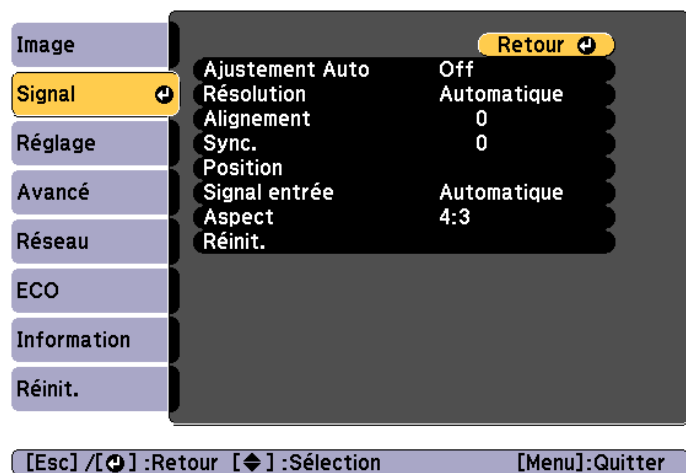 Image
Signal
Réglage
Avancé
Réseau
ECO
Information
Réinit.
Retour
Ajustement Auto Off
Résolution Automatique
Alignement 0
Sync. 0
Position
Signal entrée Automatique
Aspect 4:3
Réinit.
[Esc] /[⏎] :Retour [◆] :Sélection [Menu]:Quitter